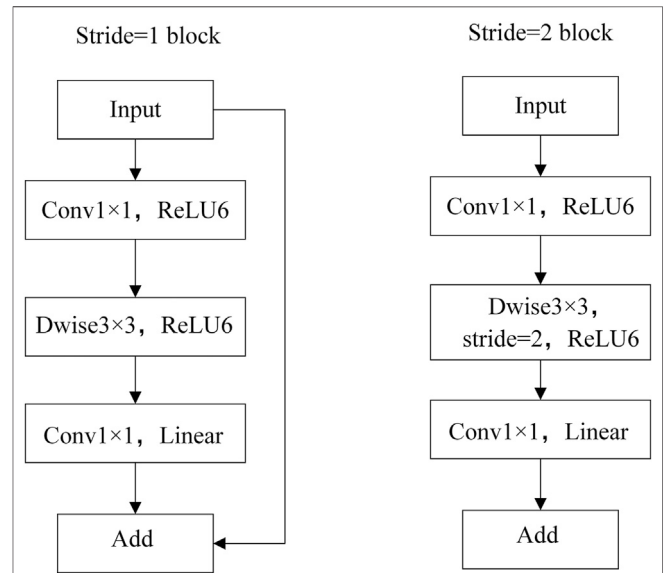 Stride=1 block
Input
Conv1×1，ReLU6
Dwise3×3，ReLU6
Conv1×1，Linear
Add
Stride=2 block
Input
Conv1×1，ReLU6
Dwise3×3，
stride=2，ReLU6
Conv1×1，Linear
Add